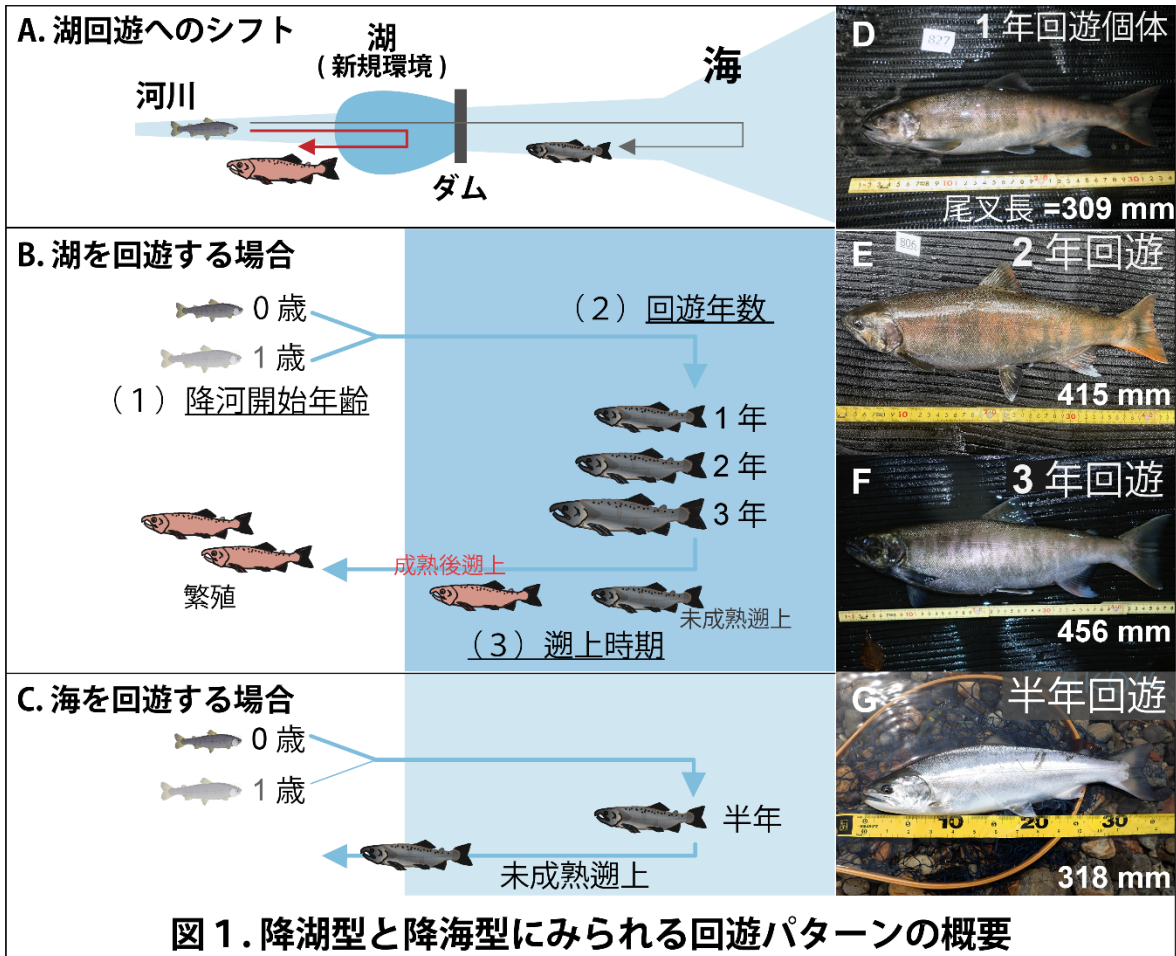 A. 湖回遊へのシフト
湖
( 新規環境 )
海
河川
ダム
B. 湖を回遊する場合
0 歳
1 歳
（１）降河開始年齢
（２）回遊年数
1 年
2 年
3 年
成熟後遡上
繁殖
未成熟遡上
（３）遡上時期
C. 海を回遊する場合
0 歳
1 歳
半年
未成熟遡上
D
1 年回遊個体
827
尾叉長 =309 mm
E
2 年回遊
806
415 mm
F
3 年回遊
456 mm
G
半年回遊
10 20 30
318 mm
図 1 . 降湖型と降海型にみられる回遊パターンの概要